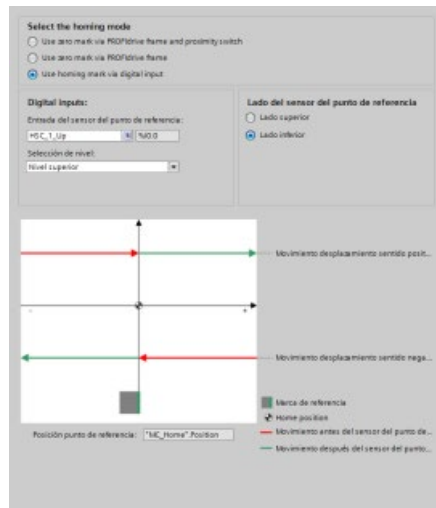 Select the homing mode
Use zero mark via PROFIdrive frame and proximity switch
Use zero mark via PROFIdrive frame
Use homing mark via digital input
Digital inputs:
Entrada del sensor del punto de referencia:
HSC_1_Up
%I0.0
Selección de nivel:
Nivel superior
Lado del sensor del punto de referencia
Lado superior
Lado inferior
Movimiento desplazamiento sentido posit...
- +
Movimiento desplazamiento sentido nega...
Marca de referencia
Home position
Movimiento antes del sensor del punto de...
Movimiento después del sensor del punto...
Posición punto de referencia: "MC_Home".Position